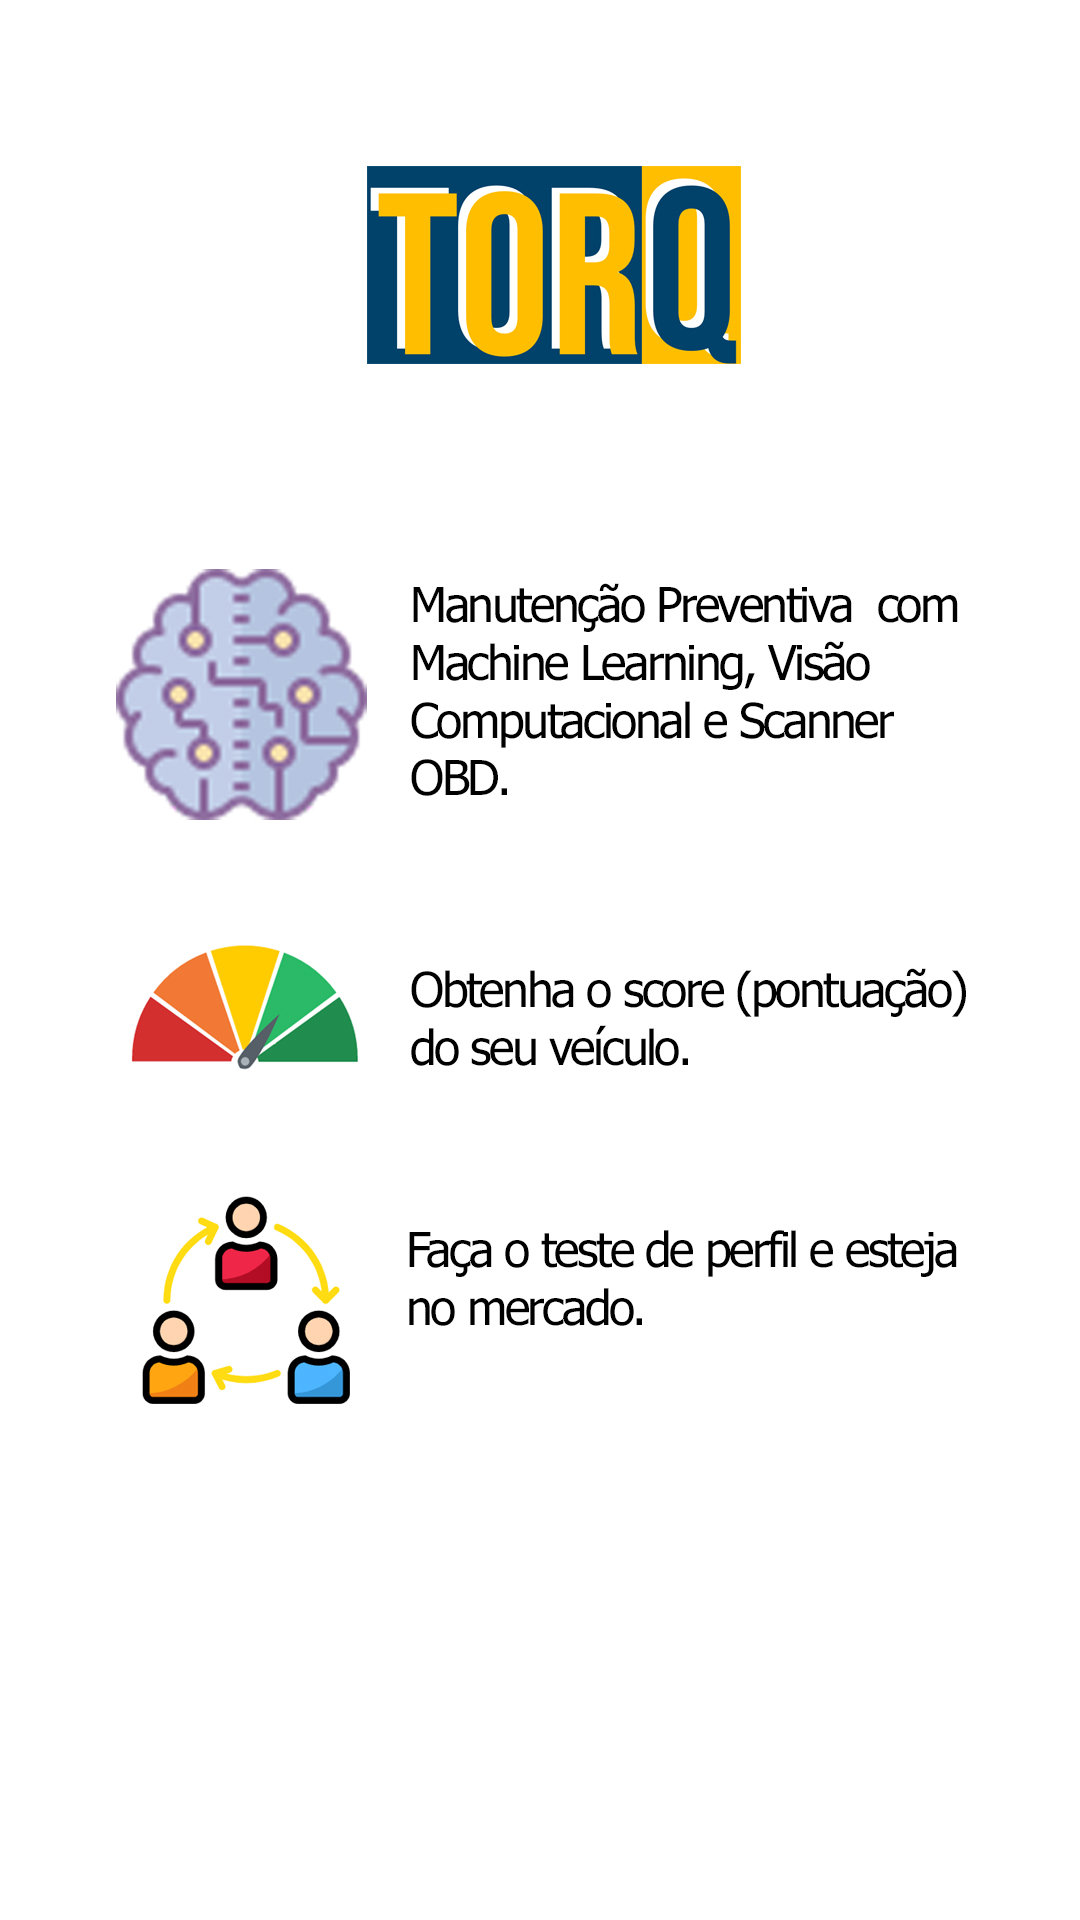 TORQ
Manutenção Preventiva  com
Machine Learning, Visão
Computacional e Scanner
OBD.
Obtenha o score (pontuação)
do seu veículo.
Faça o teste de perfil e esteja
no mercado.